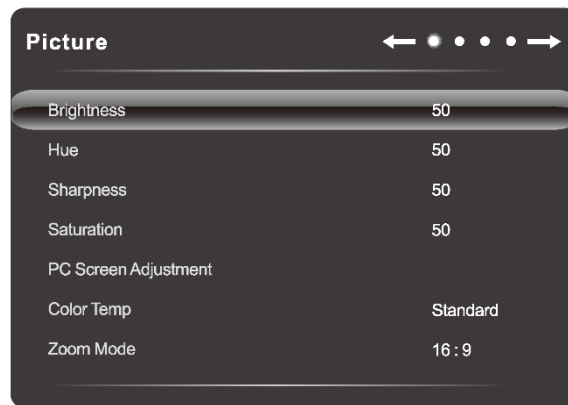 Picture
Brightness 50
Hue 50
Sharpness 50
Saturation 50
PC Screen Adjustment
Color Temp Standard
Zoom Mode 16 : 9